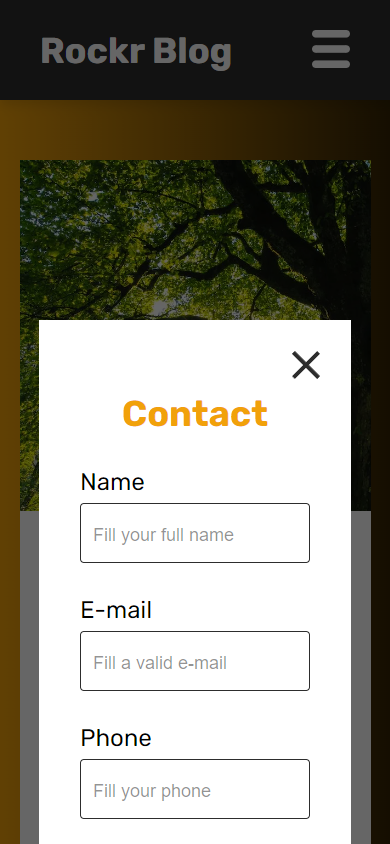 Rockr Blog
Contact
Name
Fill your full name
E-mail
Fill a valid e-mail
Phone
Fill your phone